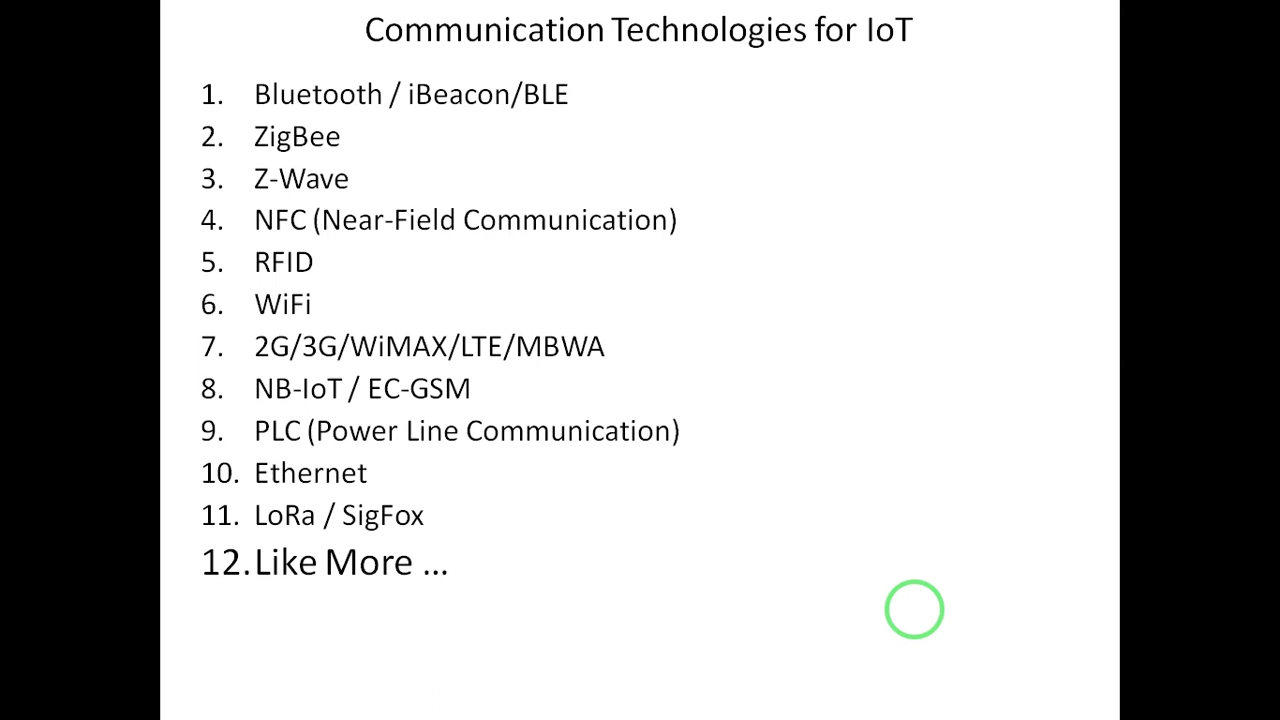 Communication Technologies for IoT
1. Bluetooth / iBeacon/BLE
2. ZigBee
3. Z-Wave
4. NFC (Near-Field Communication)
5. RFID
6. WiFi
7. 2G/3G/WiMAX/LTE/MBWA
8. NB-IoT / EC-GSM
9. PLC (Power Line Communication)
10. Ethernet
11. LoRa / SigFox
12. Like More ...